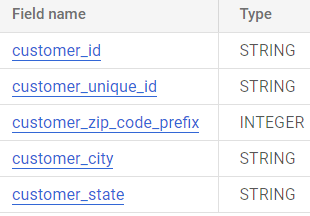 Field name Type
customer_id STRING
customer_unique_id STRING
customer_zip_code_prefix INTEGER
customer_city STRING
customer_state STRING